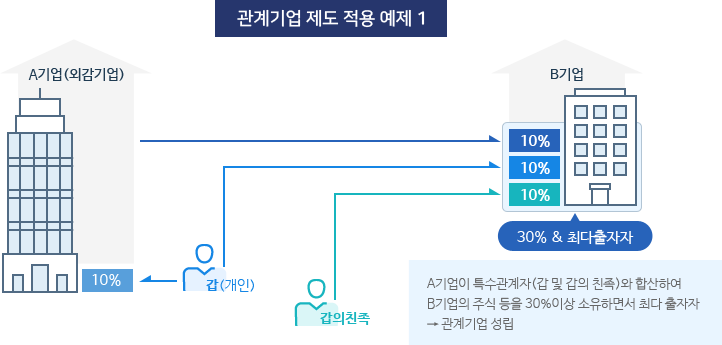 관계기업 제도 적용 예제 1
A기업(외감기업)
B기업
10%
10%
10%
30% & 최다출자자
10%
갑(개인)
갑의친족
A기업이 특수관계자(갑 및 갑의 친족)와 합산하여
B기업의 주식 등을 30%이상 소유하면서 최다 출자자
→ 관계기업 성립